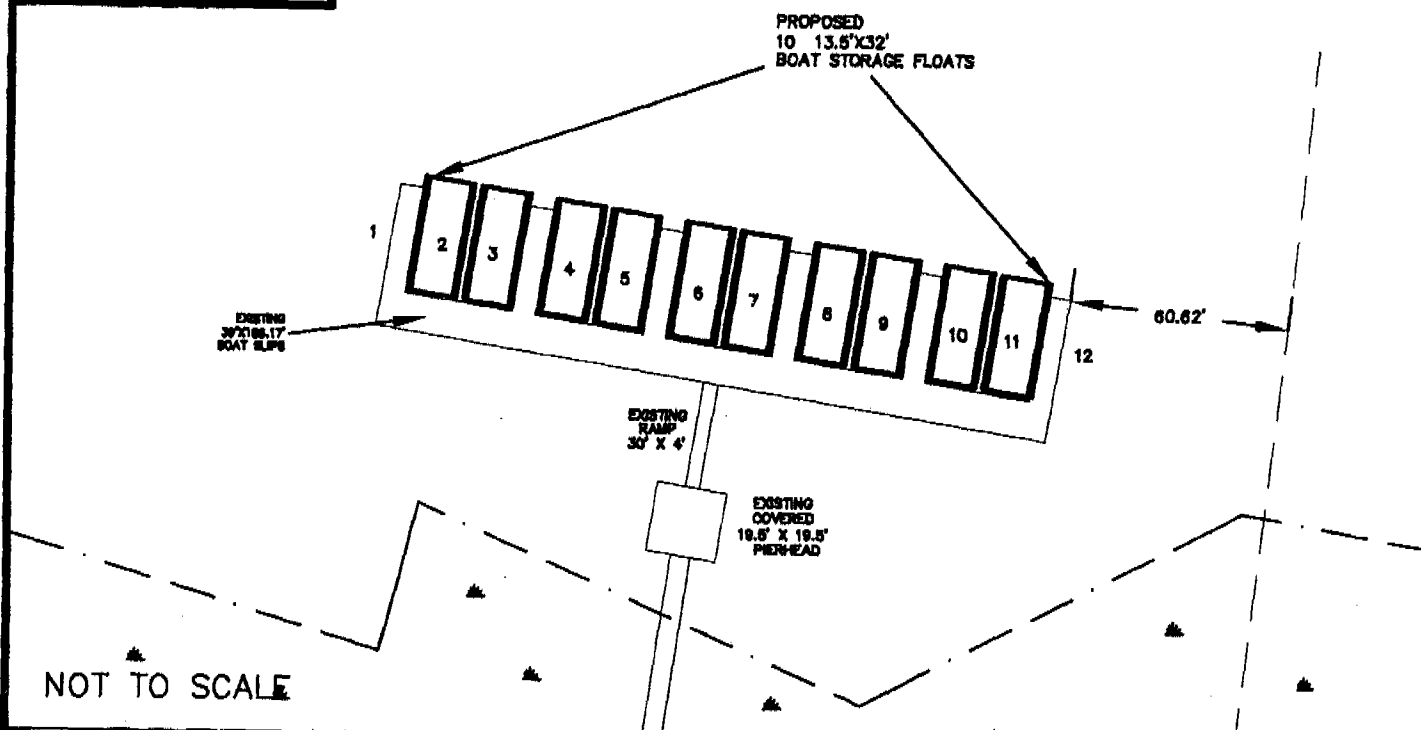 PROPOSED
10 13.5'X32'
BOAT STORAGE FLOATS
1
2
3
4
5
6
7
8
9
10
11
12
60.62'
EXISTING
BOAT SLIPS
EXISTING
RAMP
30' X 4'
EXISTING
COVERED
19.5' X 19.5'
PIERHEAD
NOT TO SCALE